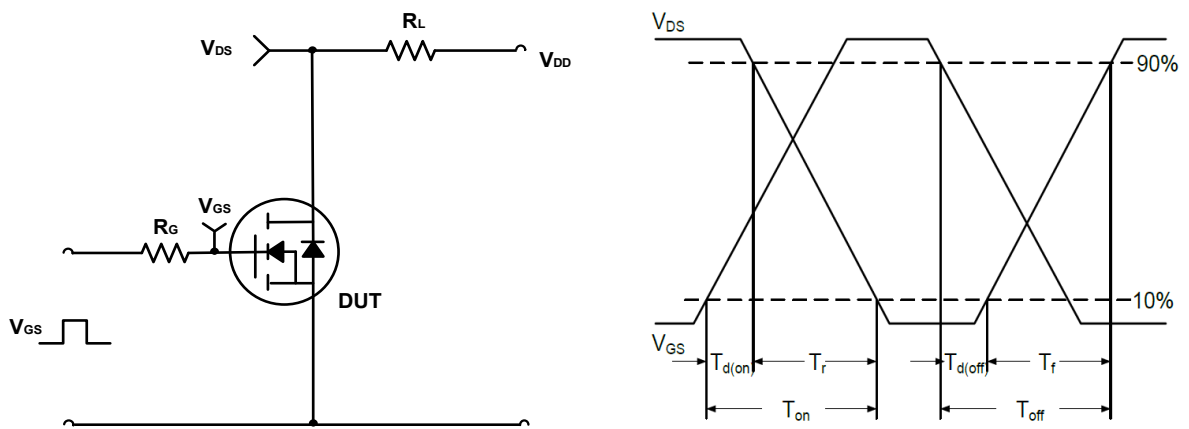 RL
VDS
VDD
VGS
RG
DUT
VGS
VDS
90%
10%
VGS
Td(on)
Tr
Td(off)
Tf
Ton
Toff